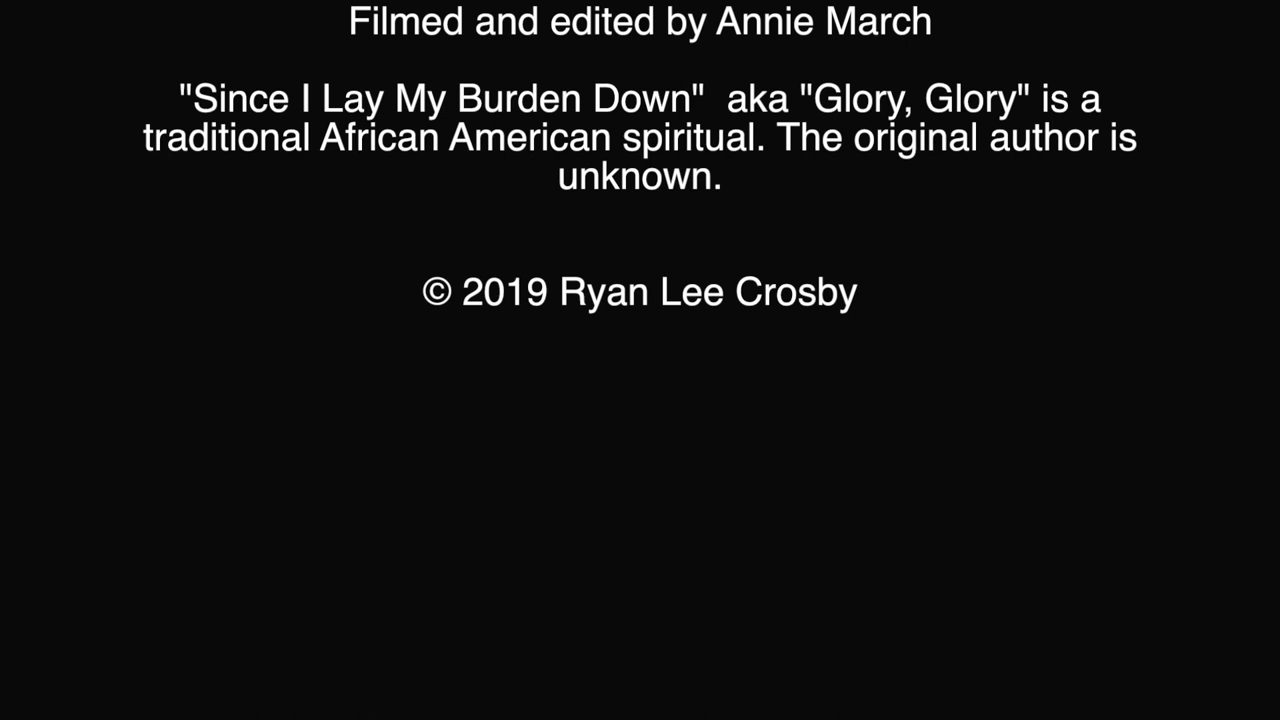 Filmed and edited by Annie March
"Since I Lay My Burden Down"  aka "Glory, Glory" is a
traditional African American spiritual. The original author is
unknown.
© 2019 Ryan Lee Crosby